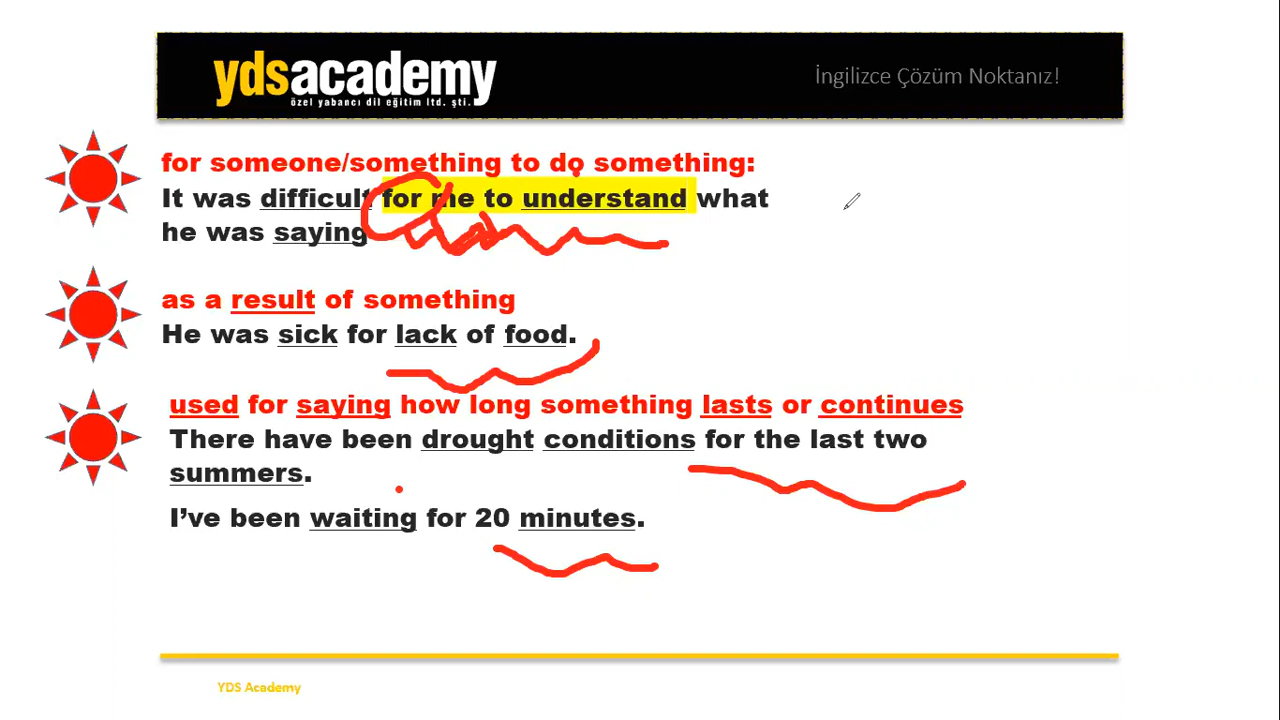 ydsacademy
özel yabancı dil eğitim ltd. şti.
İngilizce Çözüm Noktanız!
for someone/something to do something:
It was difficult for me to understand what
he was saying
as a result of something
He was sick for lack of food.
used for saying how long something lasts or continues
There have been drought conditions for the last two
summers.
I’ve been waiting for 20 minutes.
YDS Academy